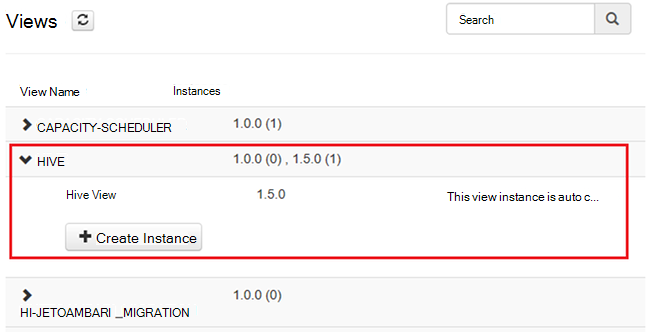 Views
Search
View Name Instances
CAPACITY-SCHEDULER 1.0.0 (1)
HIVE 1.0.0 (0) , 1.5.0 (1)
Hive View 1.5.0 This view instance is auto c...
Create Instance
1.0.0 (0)
HI-JETOAMBARI _MIGRATION